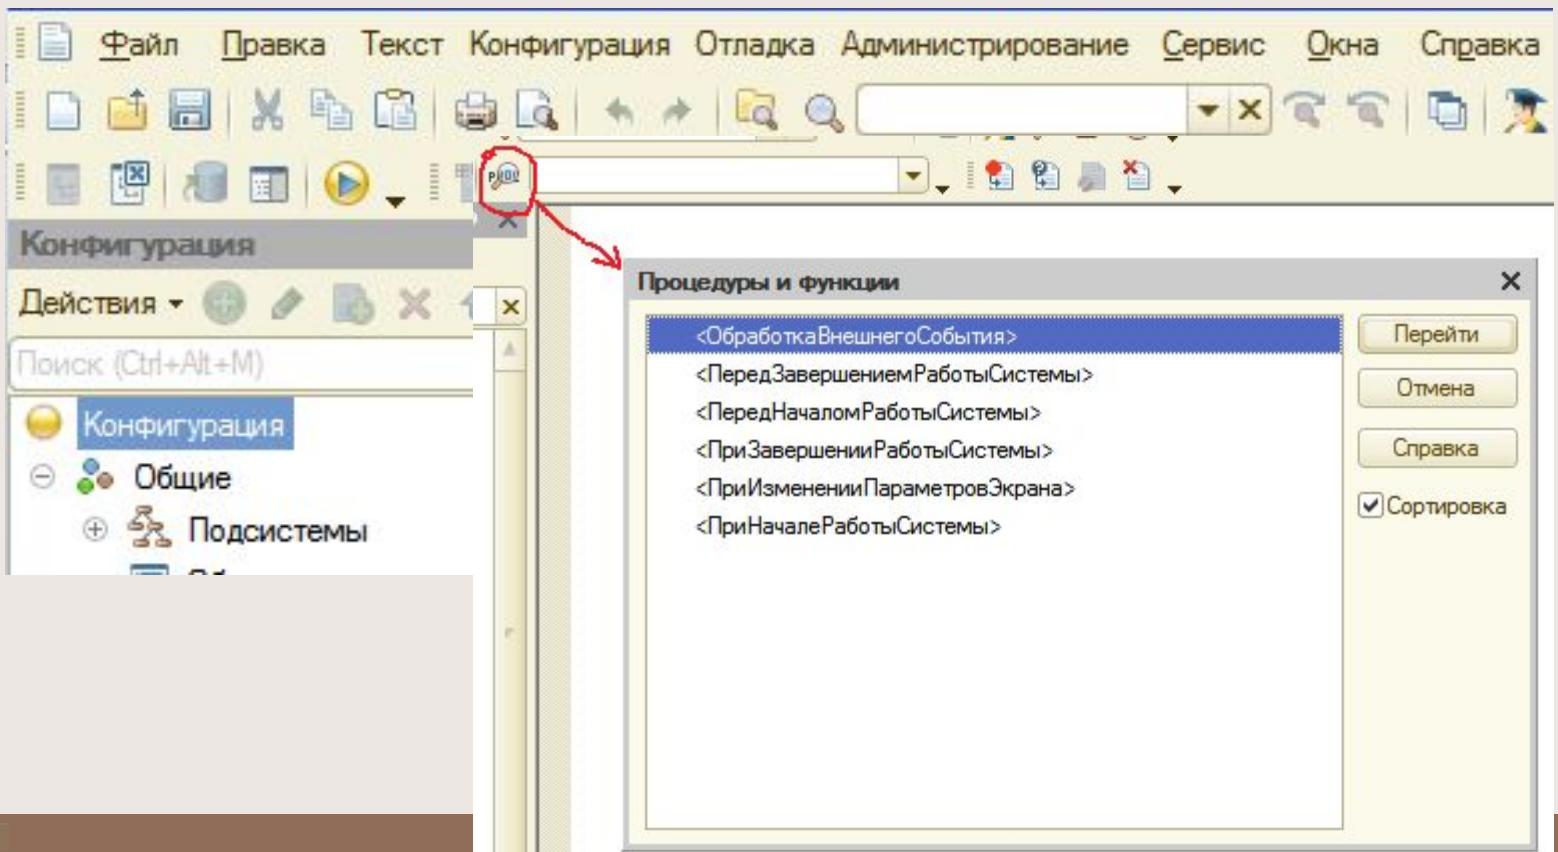 Файл Правка Текст Конфигурация Отладка Администрирование Сервис Окна Справка
Конфигурация
Действия
Поиск (Ctrl+Alt+M)
Конфигурация
Общие
Подсистемы
Процедуры и функции
<ОбработкаВнешнегоСобытия>
<ПередЗавершениемРаботыСистемы>
<ПередНачаломРаботыСистемы>
<ПриЗавершенииРаботыСистемы>
<ПриИзмененииПараметровЭкрана>
<ПриНачалеРаботыСистемы>
Перейти
Отмена
Справка
Сортировка